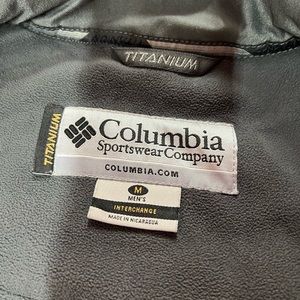 TITANIUM
TITANIUM
Columbia
Sportswear Company
COLUMBIA.COM
M
MEN'S
INTERCHANGE
MADE IN NICARAGUA